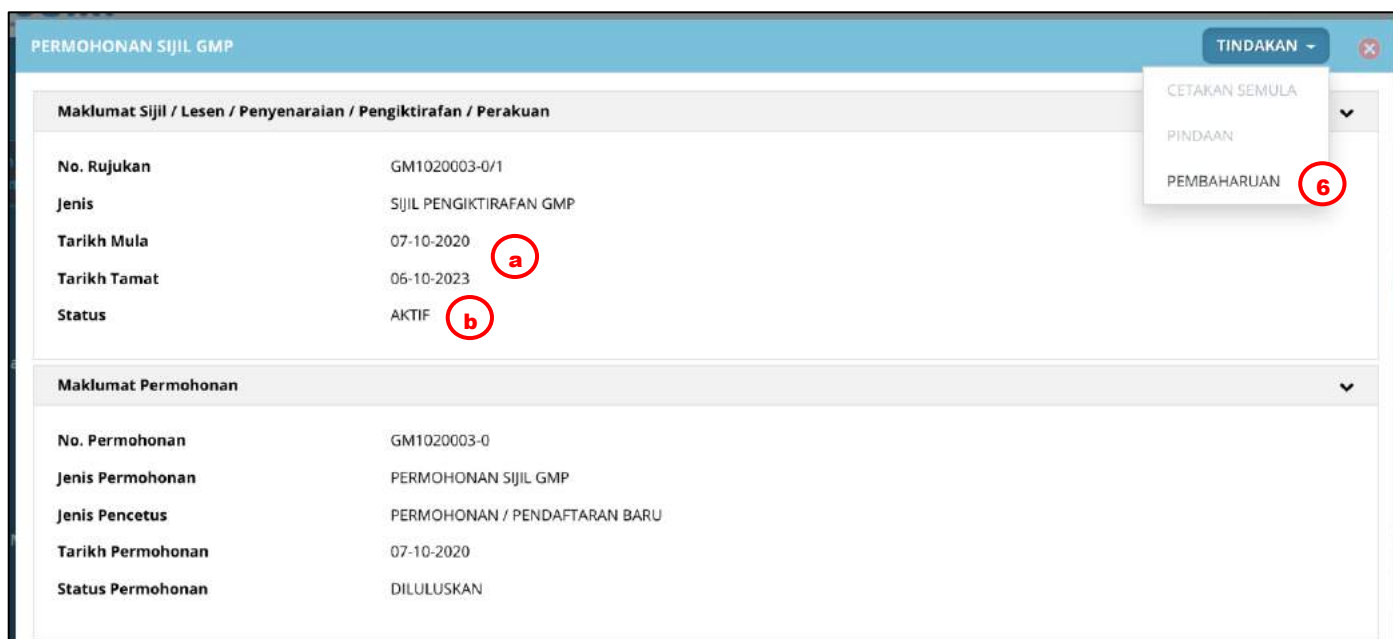 PERMOHONAN SIJIL GMP
TINDAKAN
CETAKAN SEMULA
PINDAAN
PEMBAHARUAN 6
Maklumat Sijil / Lesen / Penyenaraian / Pengiktirafan / Perakuan
No. Rujukan GM1020003-0/1
Jenis SIJIL PENGIKTIRAFAN GMP
Tarikh Mula 07-10-2020
a
Tarikh Tamat 06-10-2023
Status AKTIF b
Maklumat Permohonan
No. Permohonan GM1020003-0
Jenis Permohonan PERMOHONAN SIJIL GMP
Jenis Pencetus PERMOHONAN / PENDAFTARAN BARU
Tarikh Permohonan 07-10-2020
Status Permohonan DILULUSKAN